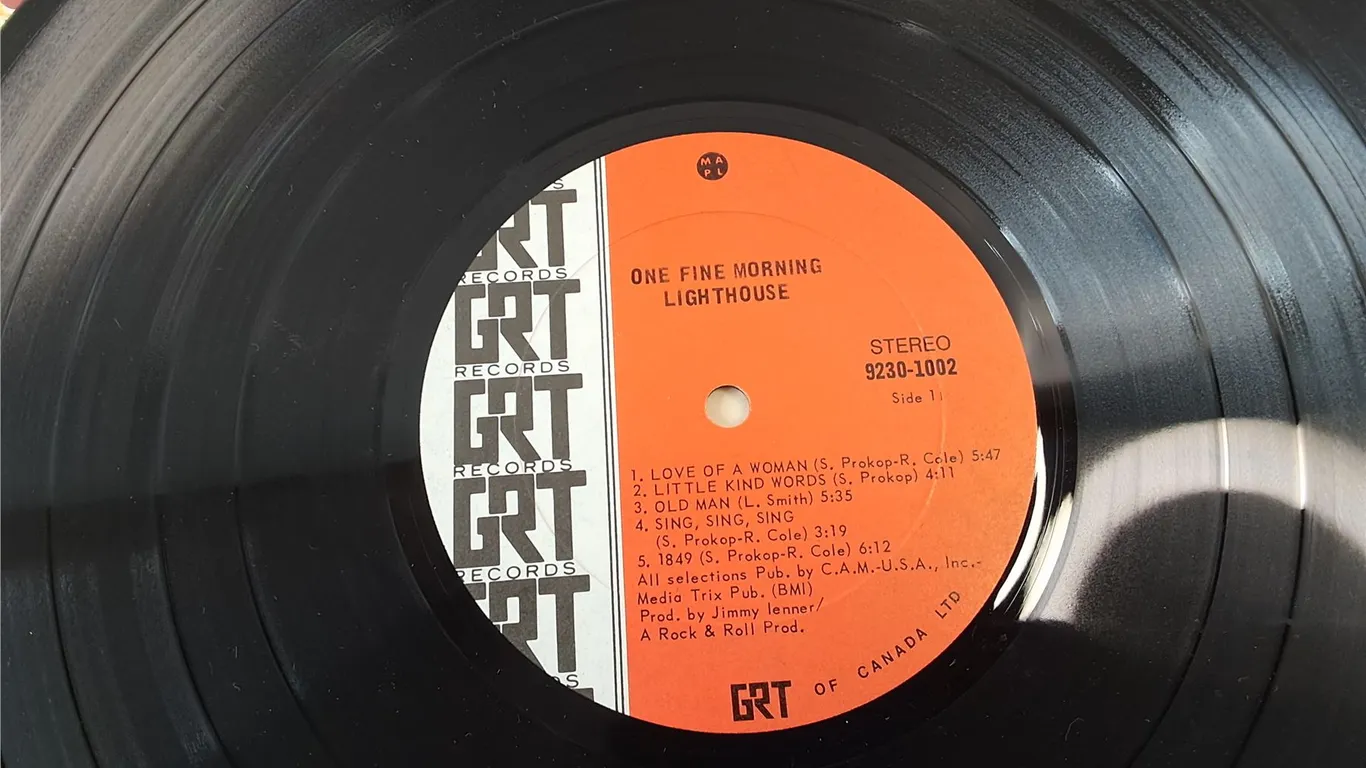 MA
PL
S
GRT
RECORDS
GRT
RECORDS
GRT
RECORDS
GRT
RECORDS
GRT
DS
ONE FINE MORNING
LIGHTHOUSE
STEREO
9230-1002
Side 1
1. LOVE OF A WOMAN (S. Prokop-R. Cole) 5:47
2. LITTLE KIND WORDS (S. Prokop) 4:11
3. OLD MAN (L. Smith) 5:35
4. SING, SING, SING
(S. Prokop-R. Cole) 3:19
5. 1849 (S. Prokop-R. Cole) 6:12
All selections Pub. by C.A.M.-U.S.A., Inc.-
Media Trix Pub. (BMI)
Prod. by Jimmy Ienner/
A Rock & Roll Prod.
GRT OF CANADA LTD